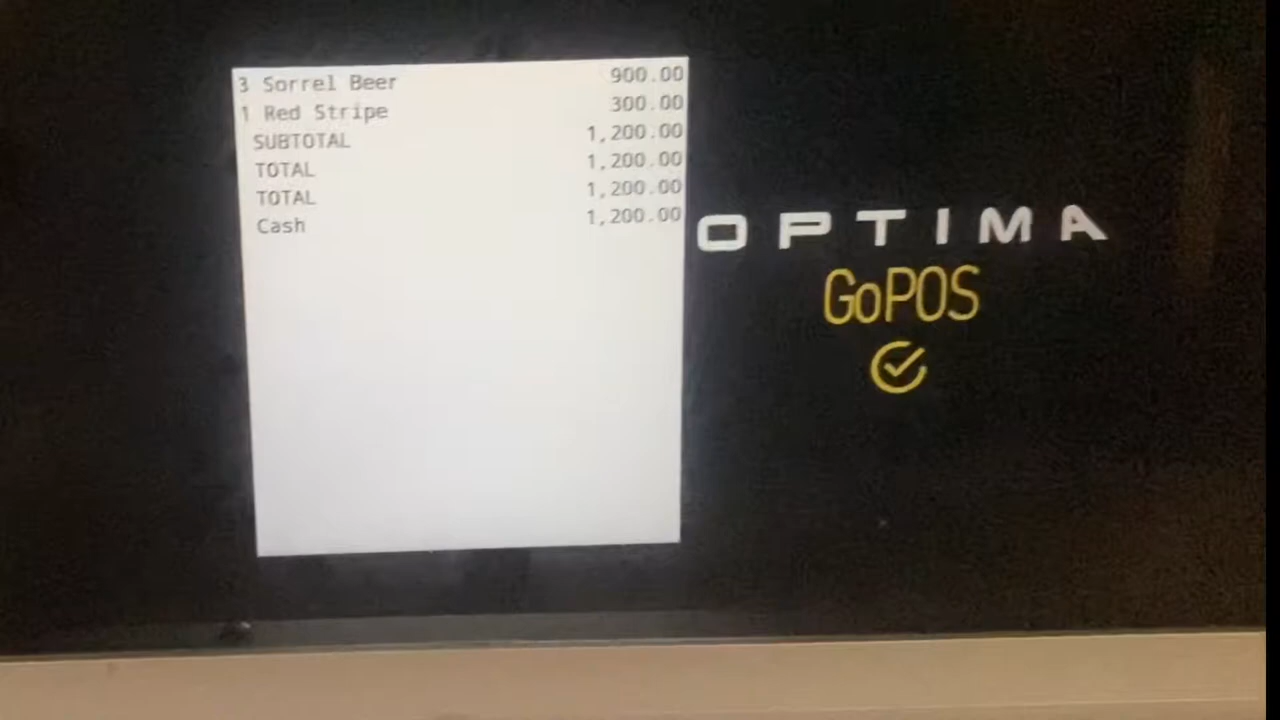 3 Sorrel Beer 900.00
1 Red Stripe 300.00
SUBTOTAL 1,200.00
TOTAL 1,200.00
TOTAL 1,200.00
Cash 1,200.00
OPTIMA
GoPOS